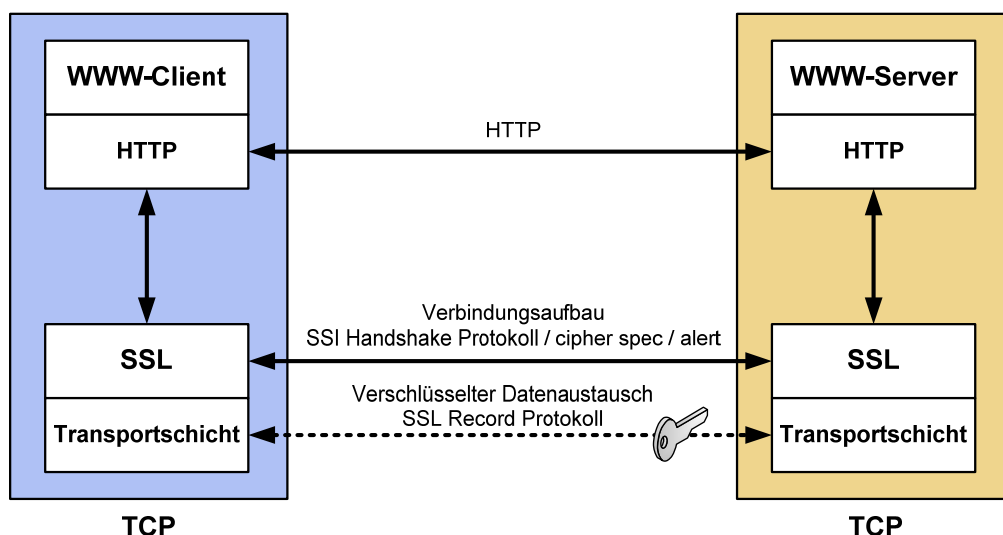 WWW-Client
HTTP
HTTP
WWW-Server
HTTP
Verbindungsaufbau
SSI Handshake Protokoll / cipher spec / alert
SSL
Transportschicht
Verschlüsselter Datenaustausch
SSL Record Protokoll
SSL
Transportschicht
TCP
TCP